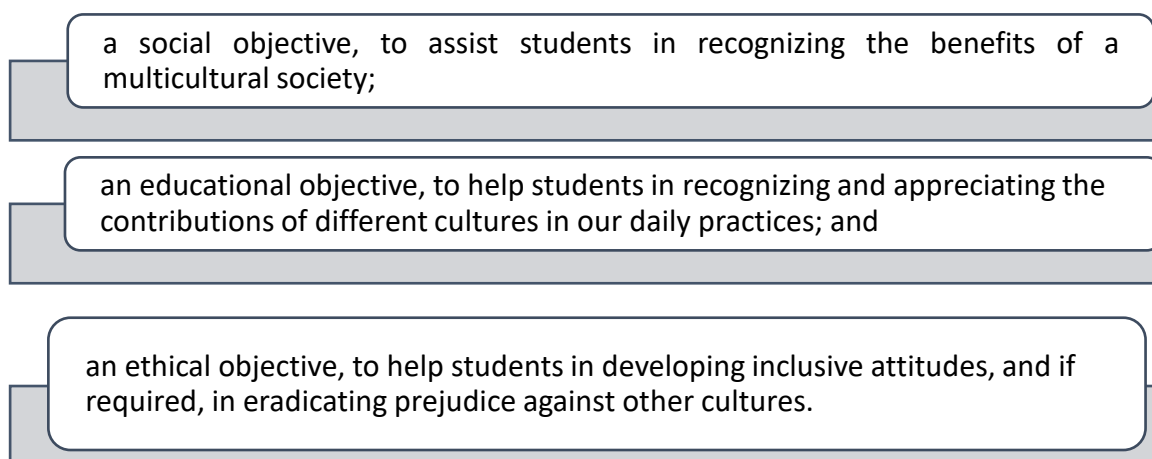 a social objective, to assist students in recognizing the benefits of a
multicultural society;
an educational objective, to help students in recognizing and appreciating the
contributions of different cultures in our daily practices; and
an ethical objective, to help students in developing inclusive attitudes, and if
required, in eradicating prejudice against other cultures.